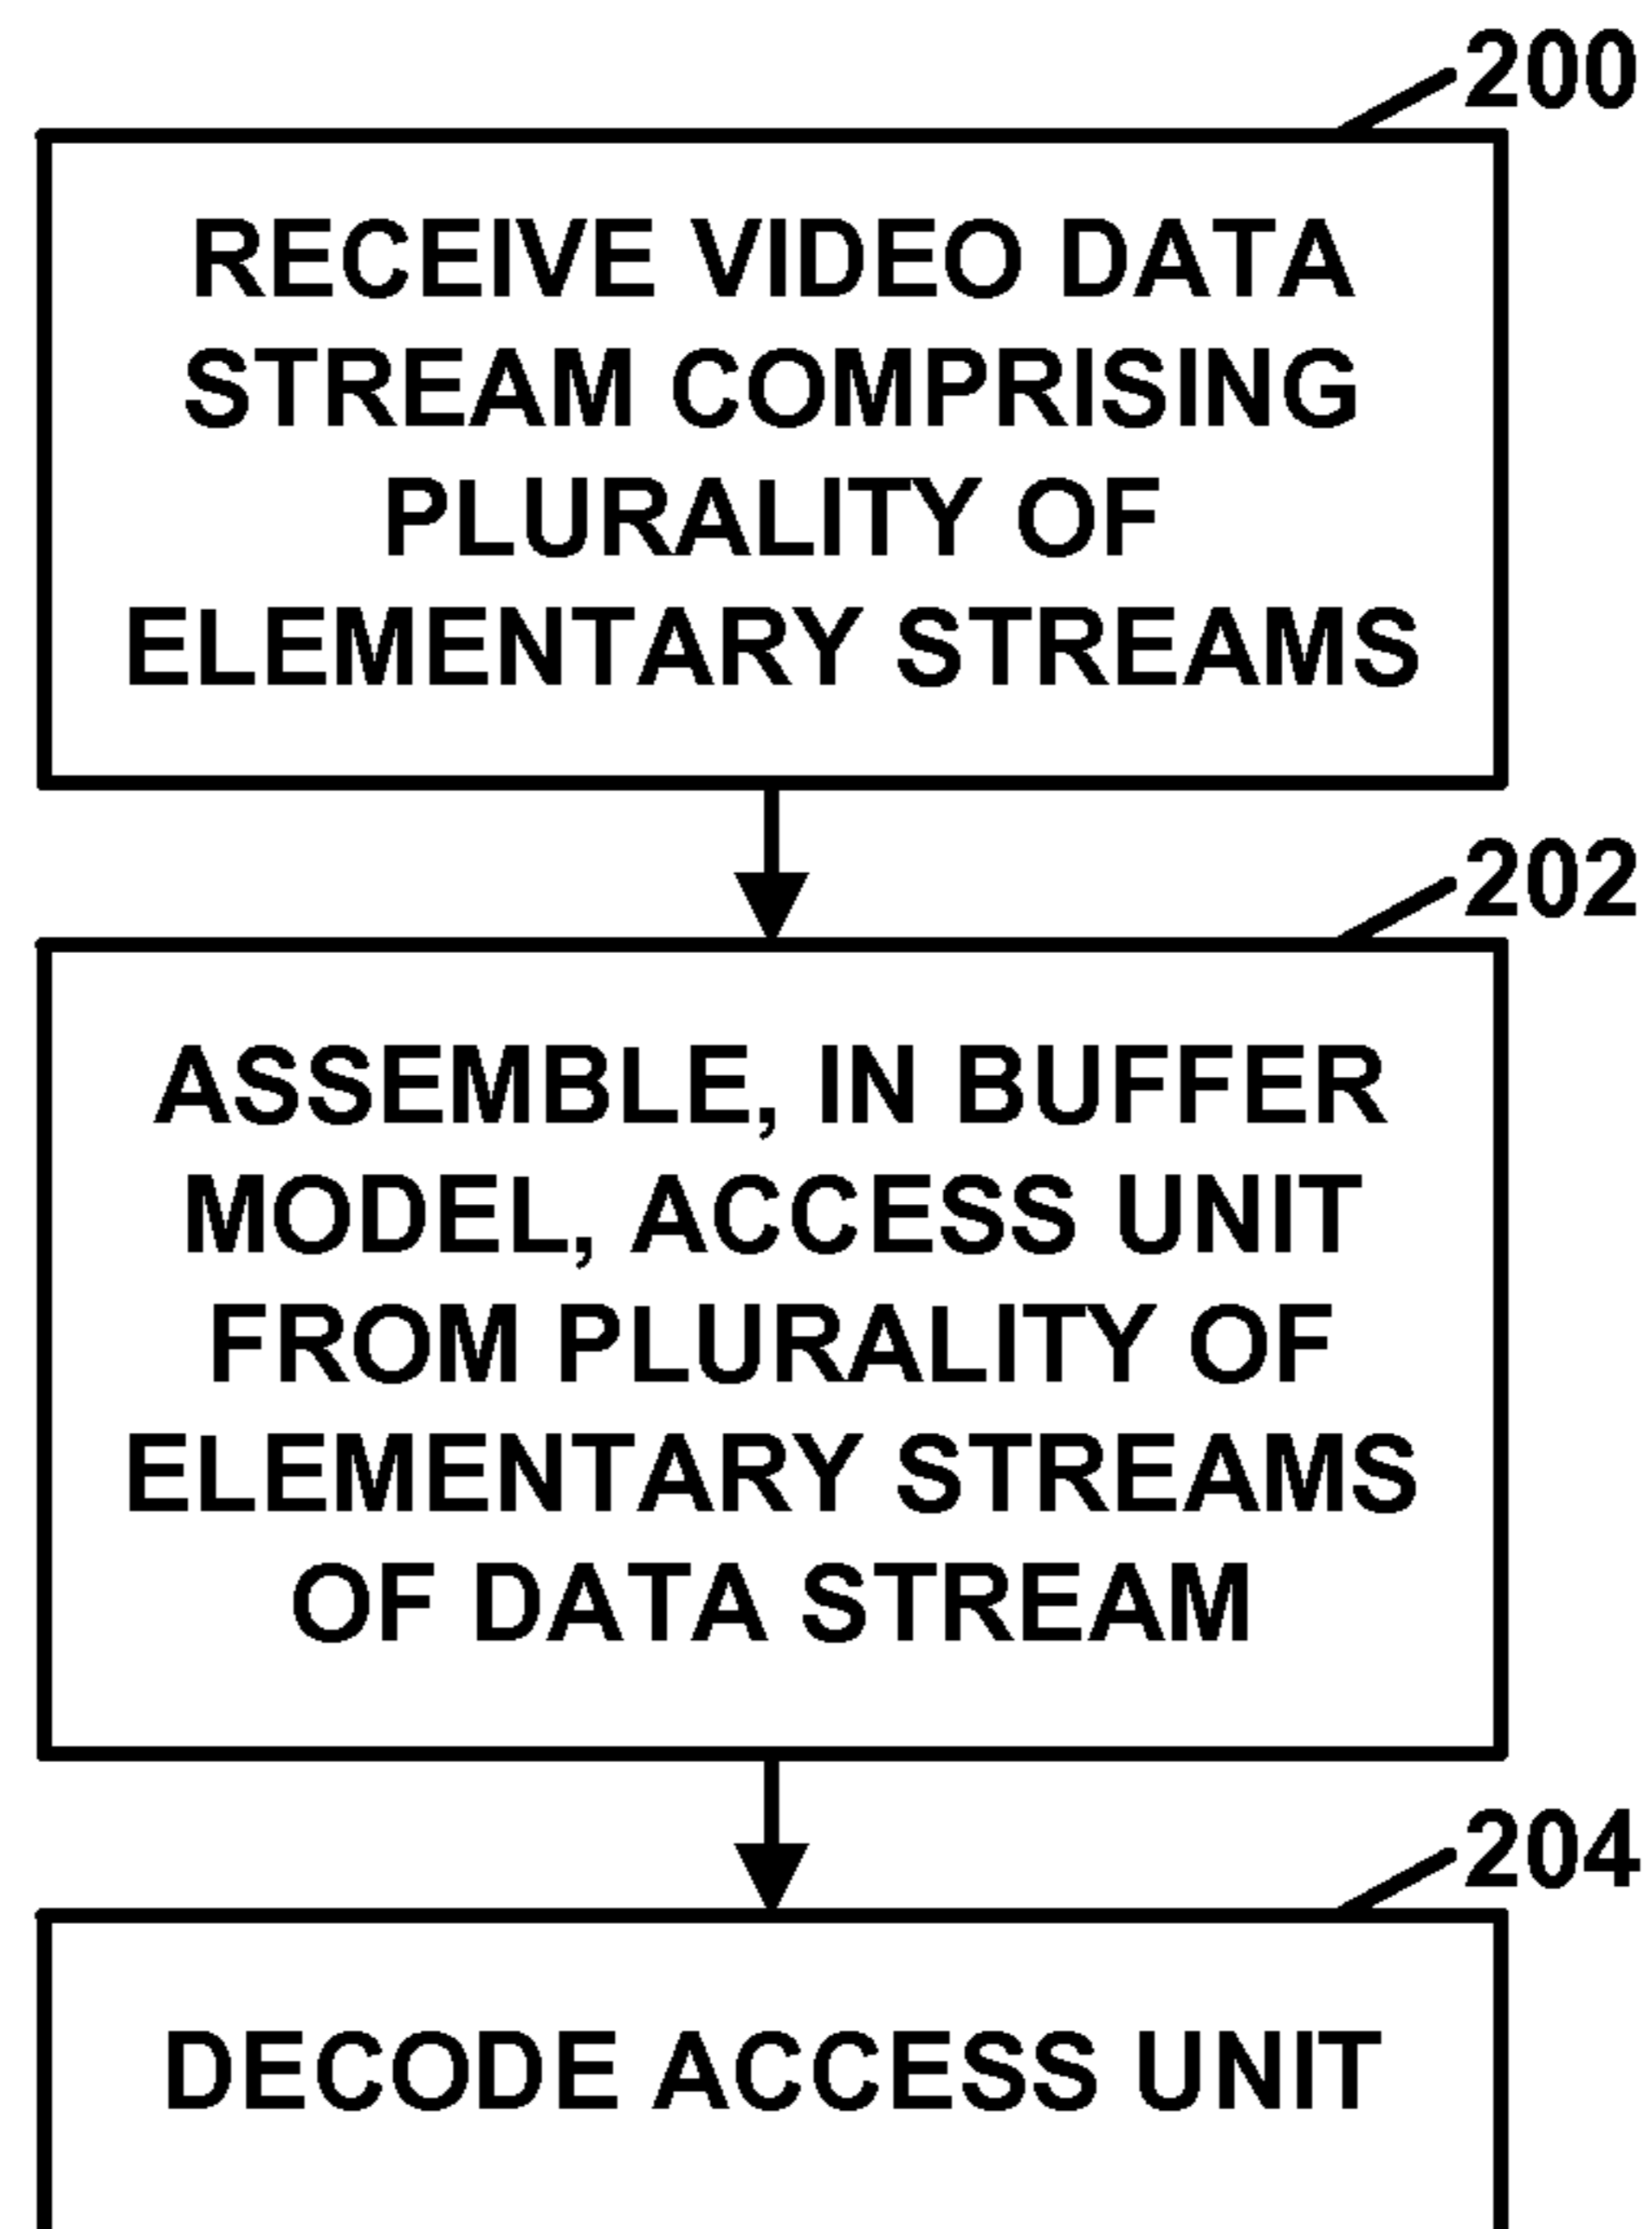 200
RECEIVE VIDEO DATA
STREAM COMPRISING
PLURALITY OF
ELEMENTARY STREAMS
202
ASSEMBLE, IN BUFFER
MODEL, ACCESS UNIT
FROM PLURALITY OF
ELEMENTARY STREAMS
OF DATA STREAM
204
DECODE ACCESS UNIT